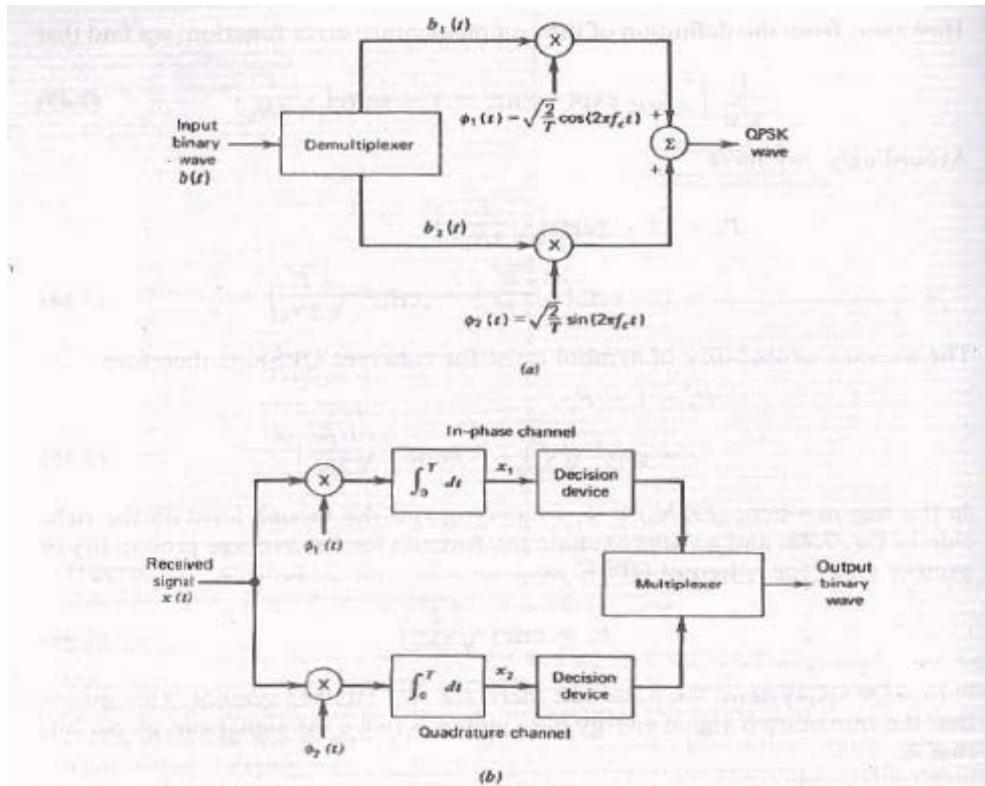 b₁(t)
×
φ₁(t) = √(2/T) cos(2πf_c t)
+
Input
binary
wave
b(t)
Demultiplexer
Σ
QPSK
wave
+
b₂(t)
×
φ₂(t) = √(2/T) sin(2πf_c t)
(a)
In-phase channel
×
∫₀ᵀ dt
x₁
Decision
device
φ₁(t)
Received
signal
x(t)
Multiplexer
Output
binary
wave
×
∫₀ᵀ dt
x₂
Decision
device
Quadrature channel
φ₂(t)
(b)